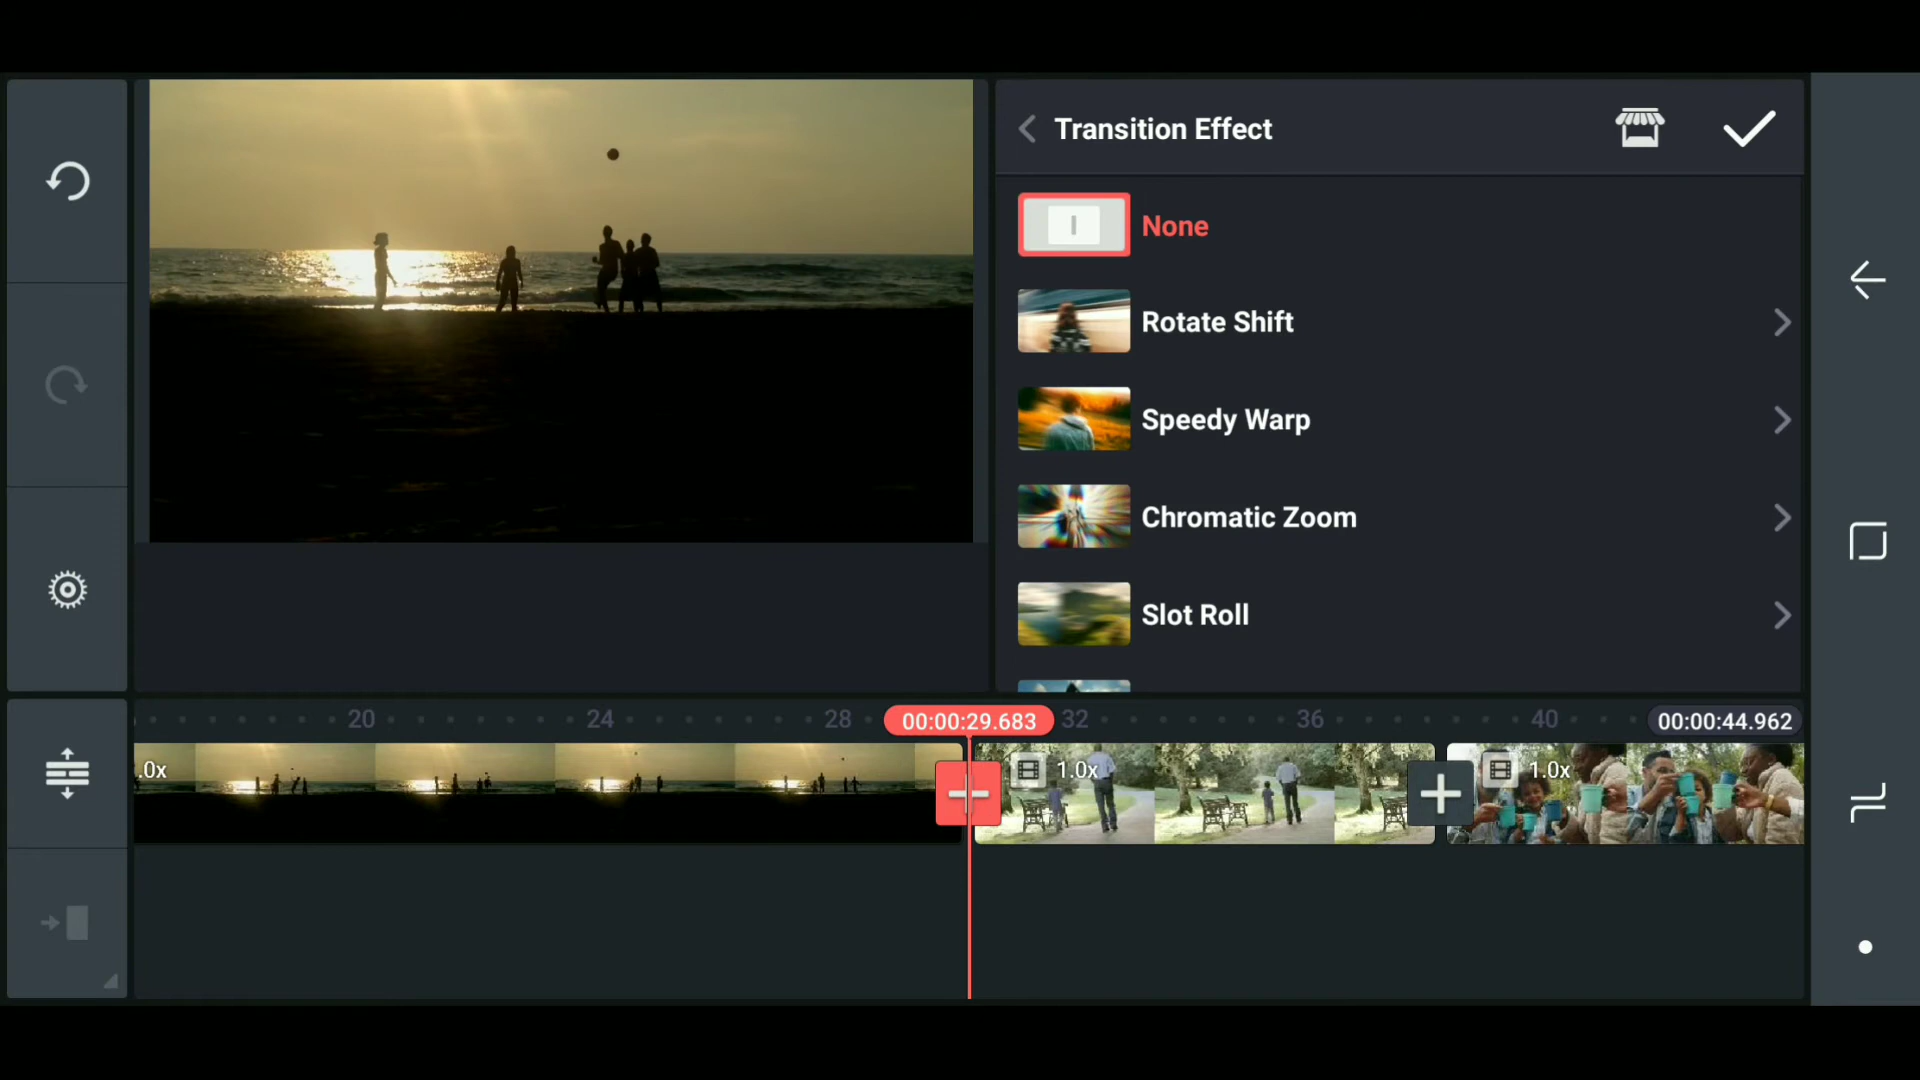 Transition Effect
None
Rotate Shift
Speedy Warp
Chromatic Zoom
Slot Roll
20 24 28 00:00:29.683 32 36 40 00:00:44.962
.0x 1.0x 1.0x